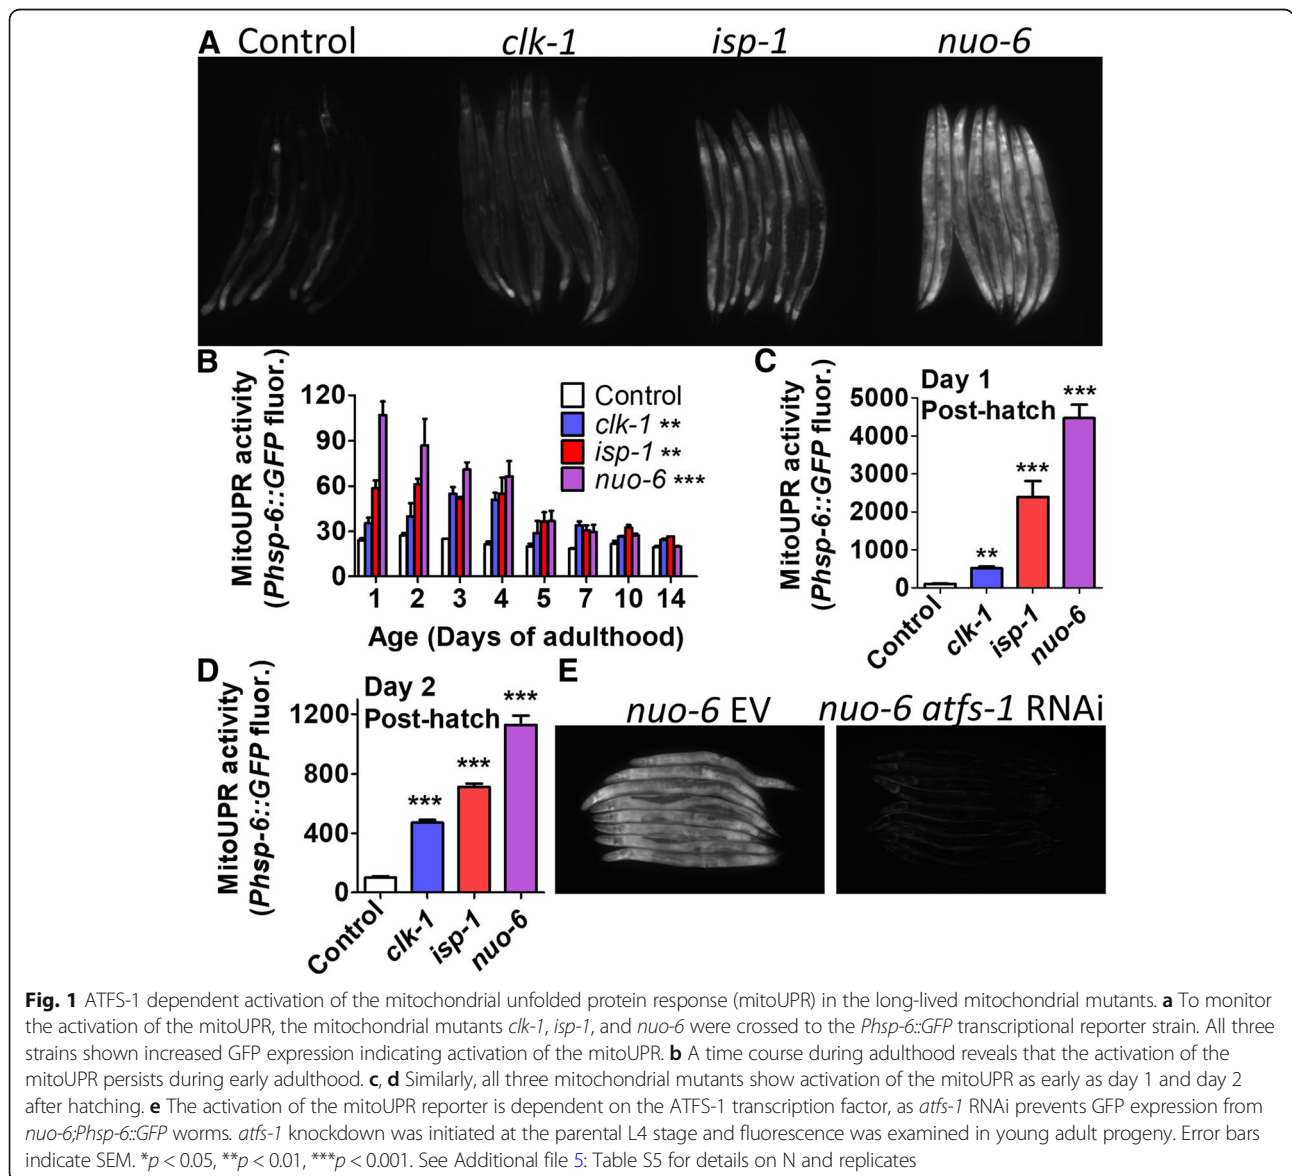 A Control clk-1 isp-1 nuo-6
B
MitoUPR activity
(Phsp-6::GFP fluor.)
120
90
60
30
0
Control
clk-1 **
isp-1 **
nuo-6 ***
1 2 3 4 5 7 10 14
Age (Days of adulthood)
C
MitoUPR activity
(Phsp-6::GFP fluor.)
Day 1
Post-hatch
5000
4000
3000
2000
1000
0
** *** ***
Control clk-1 isp-1 nuo-6
D
MitoUPR activity
(Phsp-6::GFP fluor.)
Day 2
Post-hatch
1200
800
400
0
*** *** ***
Control clk-1 isp-1 nuo-6
E
nuo-6 EV nuo-6 atfs-1 RNAi
Fig. 1 ATFS-1 dependent activation of the mitochondrial unfolded protein response (mitoUPR) in the long-lived mitochondrial mutants. a To monitor
the activation of the mitoUPR, the mitochondrial mutants clk-1, isp-1, and nuo-6 were crossed to the Phsp-6::GFP transcriptional reporter strain. All three
strains shown increased GFP expression indicating activation of the mitoUPR. b A time course during adulthood reveals that the activation of the
mitoUPR persists during early adulthood. c, d Similarly, all three mitochondrial mutants show activation of the mitoUPR as early as day 1 and day 2
after hatching. e The activation of the mitoUPR reporter is dependent on the ATFS-1 transcription factor, as atfs-1 RNAi prevents GFP expression from
nuo-6;Phsp-6::GFP worms. atfs-1 knockdown was initiated at the parental L4 stage and fluorescence was examined in young adult progeny. Error bars
indicate SEM. *p < 0.05, **p < 0.01, ***p < 0.001. See Additional file 5: Table S5 for details on N and replicates